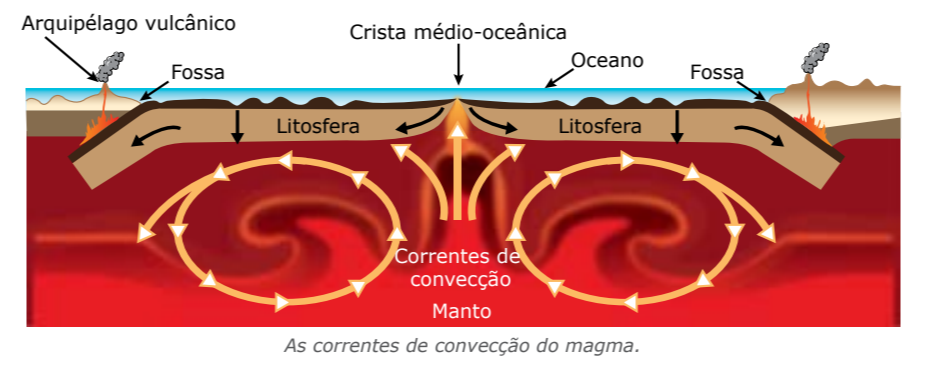 Arquipélago vulcânico
Crista médio-oceânica
Fossa
Oceano
Fossa
Litosfera
Litosfera
Correntes de
convecção
Manto
As correntes de convecção do magma.